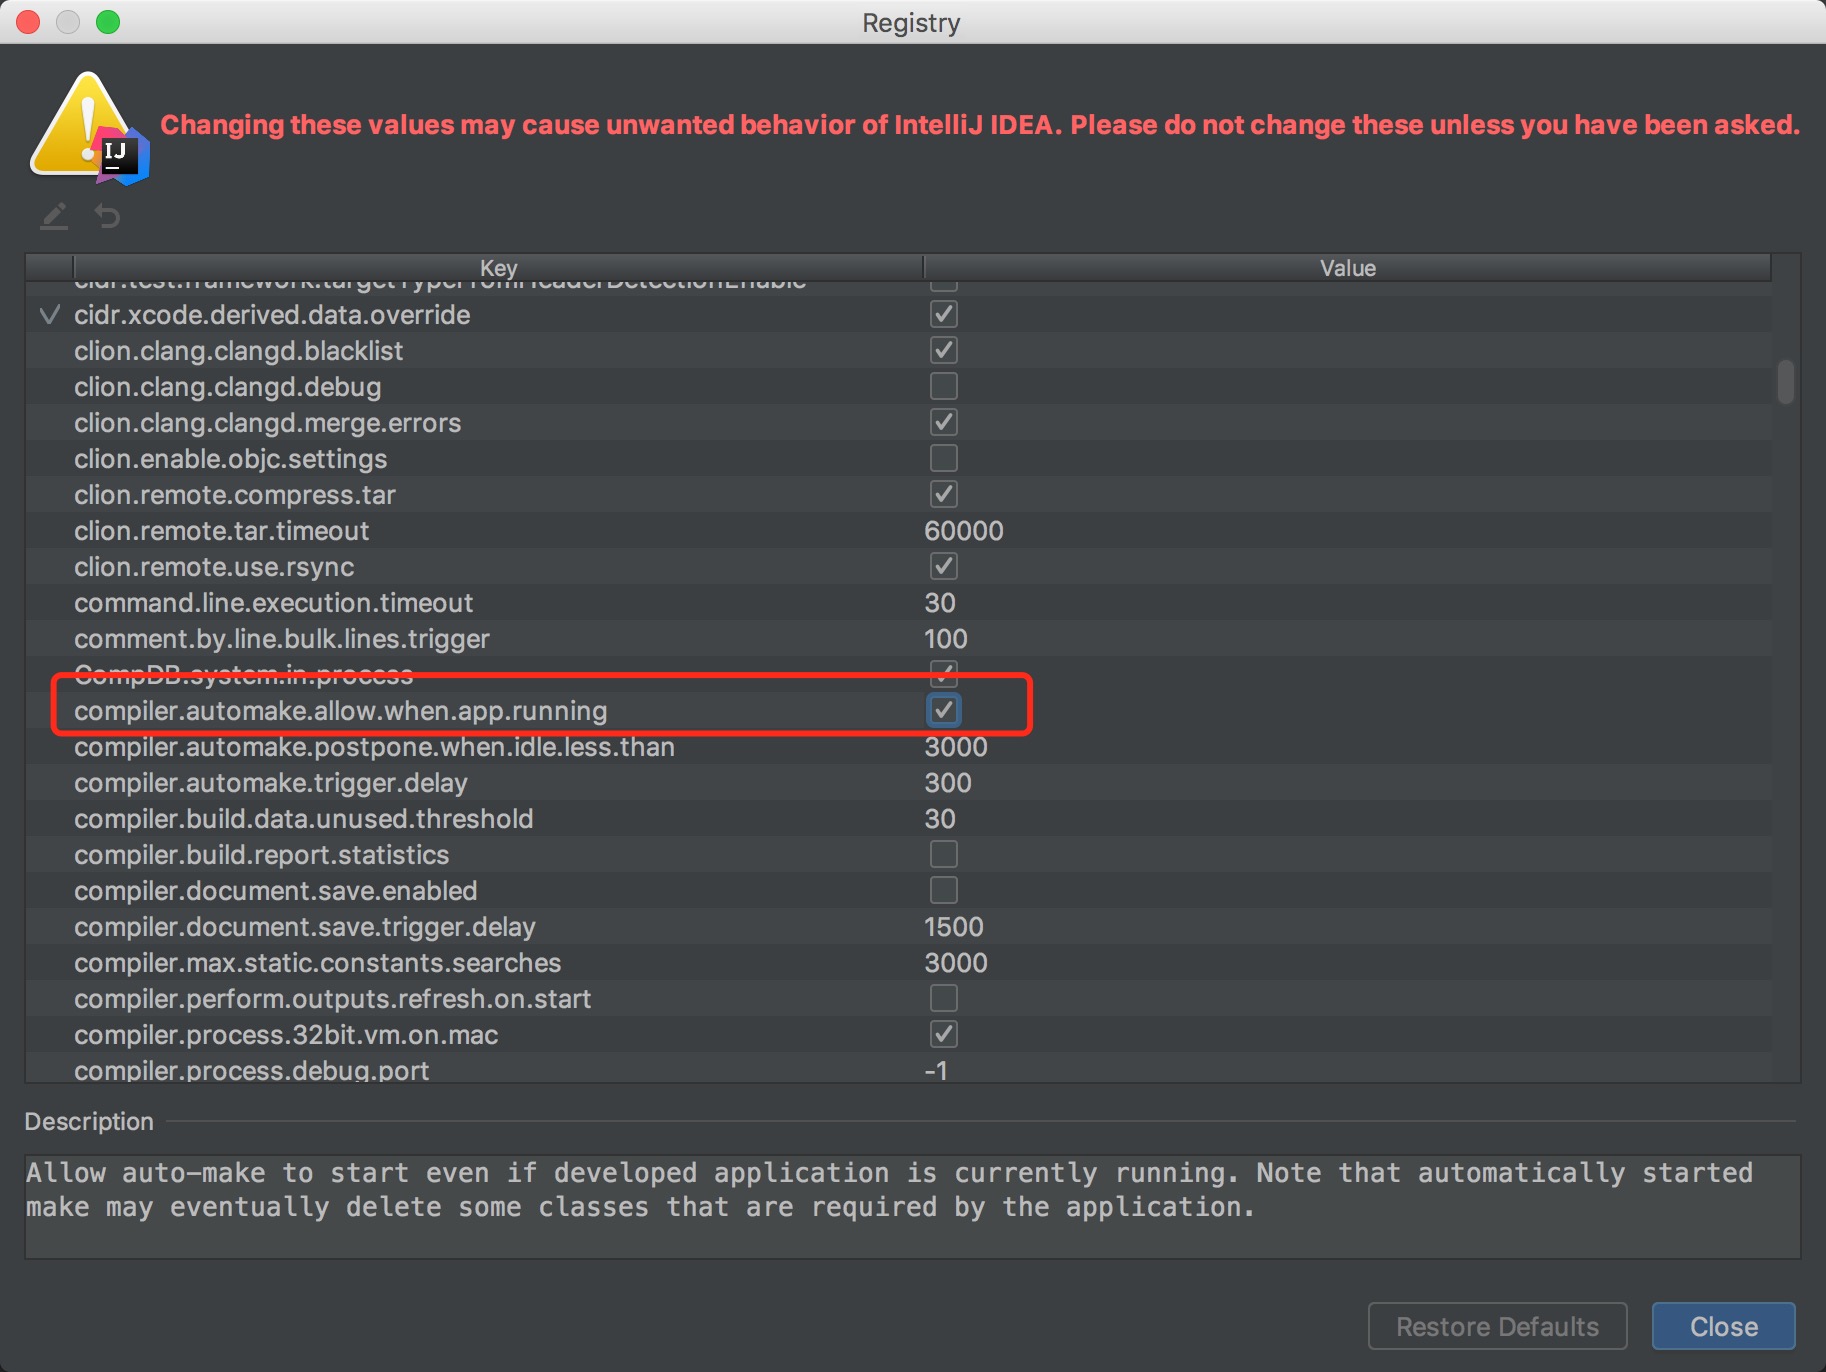 Registry
IJ
Changing these values may cause unwanted behavior of IntelliJ IDEA. Please do not change these unless you have been asked.
Key Value
cidr.test.framework.targetTypeFromHeaderDetectionEnable
cidr.xcode.derived.data.override
clion.clang.clangd.blacklist
clion.clang.clangd.debug
clion.clang.clangd.merge.errors
clion.enable.objc.settings
clion.remote.compress.tar
clion.remote.tar.timeout 60000
clion.remote.use.rsync
command.line.execution.timeout 30
comment.by.line.bulk.lines.trigger 100
CompDB.system.in.process
compiler.automake.allow.when.app.running
compiler.automake.postpone.when.idle.less.than 3000
compiler.automake.trigger.delay 300
compiler.build.data.unused.threshold 30
compiler.build.report.statistics
compiler.document.save.enabled
compiler.document.save.trigger.delay 1500
compiler.max.static.constants.searches 3000
compiler.perform.outputs.refresh.on.start
compiler.process.32bit.vm.on.mac
compiler.process.debug.port -1
Description
Allow auto-make to start even if developed application is currently running. Note that automatically started
make may eventually delete some classes that are required by the application.
Restore Defaults Close